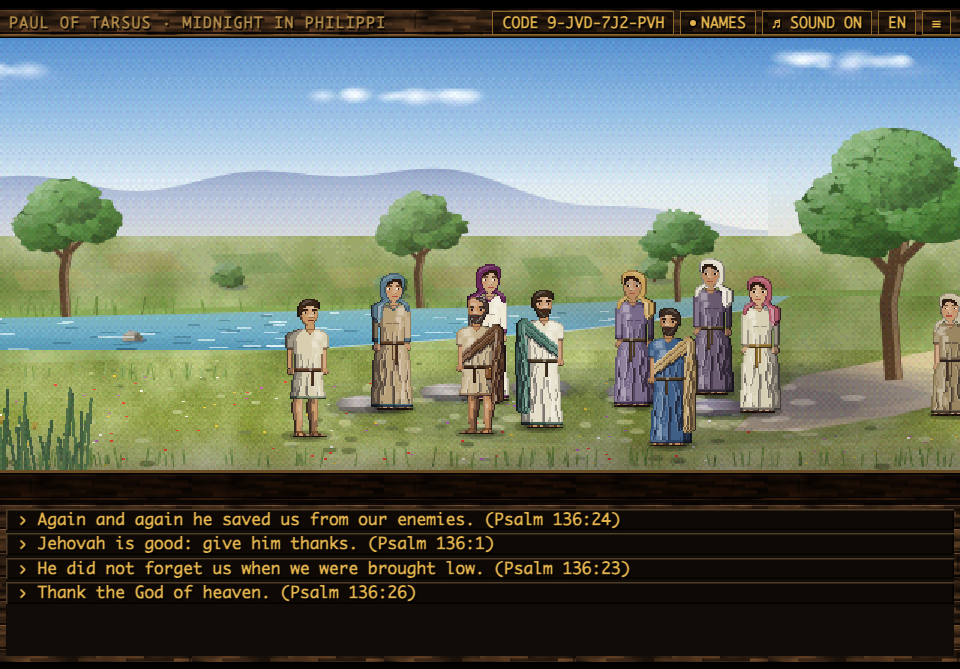 PAUL OF TARSUS · MIDNIGHT IN PHILIPPI
CODE 9-JVD-7J2-PVH
● NAMES
♬ SOUND ON
EN
≡
› Again and again he saved us from our enemies. (Psalm 136:24)
› Jehovah is good: give him thanks. (Psalm 136:1)
› He did not forget us when we were brought low. (Psalm 136:23)
› Thank the God of heaven. (Psalm 136:26)